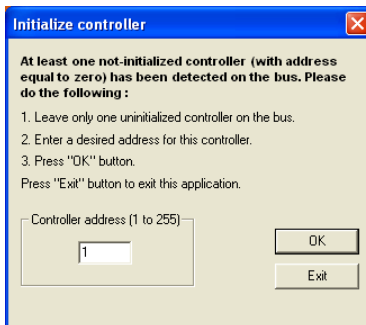 Initialize controller
At least one not-initialized controller (with address
equal to zero) has been detected on the bus. Please
do the following :
1. Leave only one uninitialized controller on the bus.
2. Enter a desired address for this controller.
3. Press "OK" button.
Press "Exit" button to exit this application.
Controller address (1 to 255)
1
OK
Exit